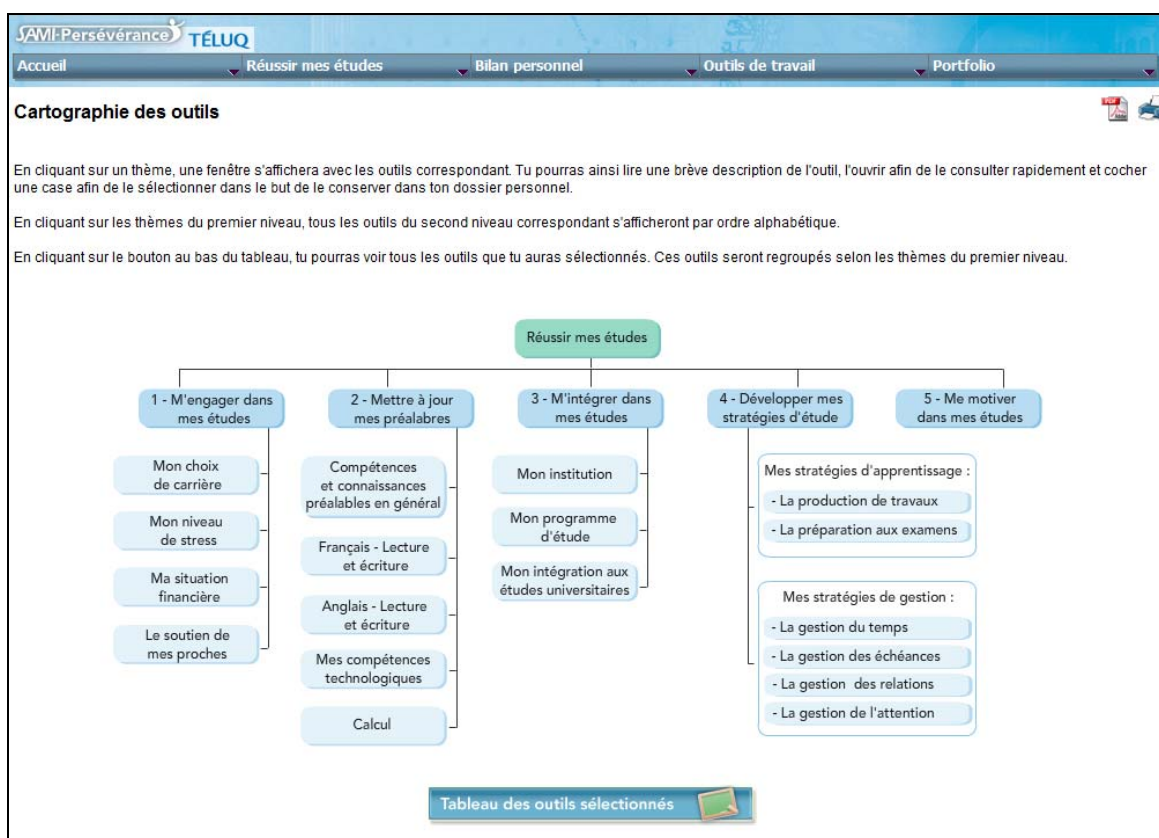 SAMI-Persévérance TÉLUQ
Accueil Réussir mes études Bilan personnel Outils de travail Portfolio
Cartographie des outils
En cliquant sur un thème, une fenêtre s'affichera avec les outils correspondant. Tu pourras ainsi lire une brève description de l'outil, l'ouvrir afin de le consulter rapidement et cocher
une case afin de le sélectionner dans le but de le conserver dans ton dossier personnel.
En cliquant sur les thèmes du premier niveau, tous les outils du second niveau correspondant s'afficheront par ordre alphabétique.
En cliquant sur le bouton au bas du tableau, tu pourras voir tous les outils que tu auras sélectionnés. Ces outils seront regroupés selon les thèmes du premier niveau.
Réussir mes études
1 - M'engager dans
mes études
Mon choix
de carrière
Mon niveau
de stress
Ma situation
financière
Le soutien de
mes proches
2 - Mettre à jour
mes préalabres
Compétences
et connaissances
préalables en général
Français - Lecture
et écriture
Anglais - Lecture
et écriture
Mes compétences
technologiques
Calcul
3 - M'intégrer dans
mes études
Mon institution
Mon programme
d'étude
Mon intégration aux
études universitaires
4 - Développer mes
stratégies d'étude
Mes stratégies d'apprentissage :
- La production de travaux
- La préparation aux examens
Mes stratégies de gestion :
- La gestion du temps
- La gestion des échéances
- La gestion des relations
- La gestion de l'attention
5 - Me motiver
dans mes études
Tableau des outils sélectionnés